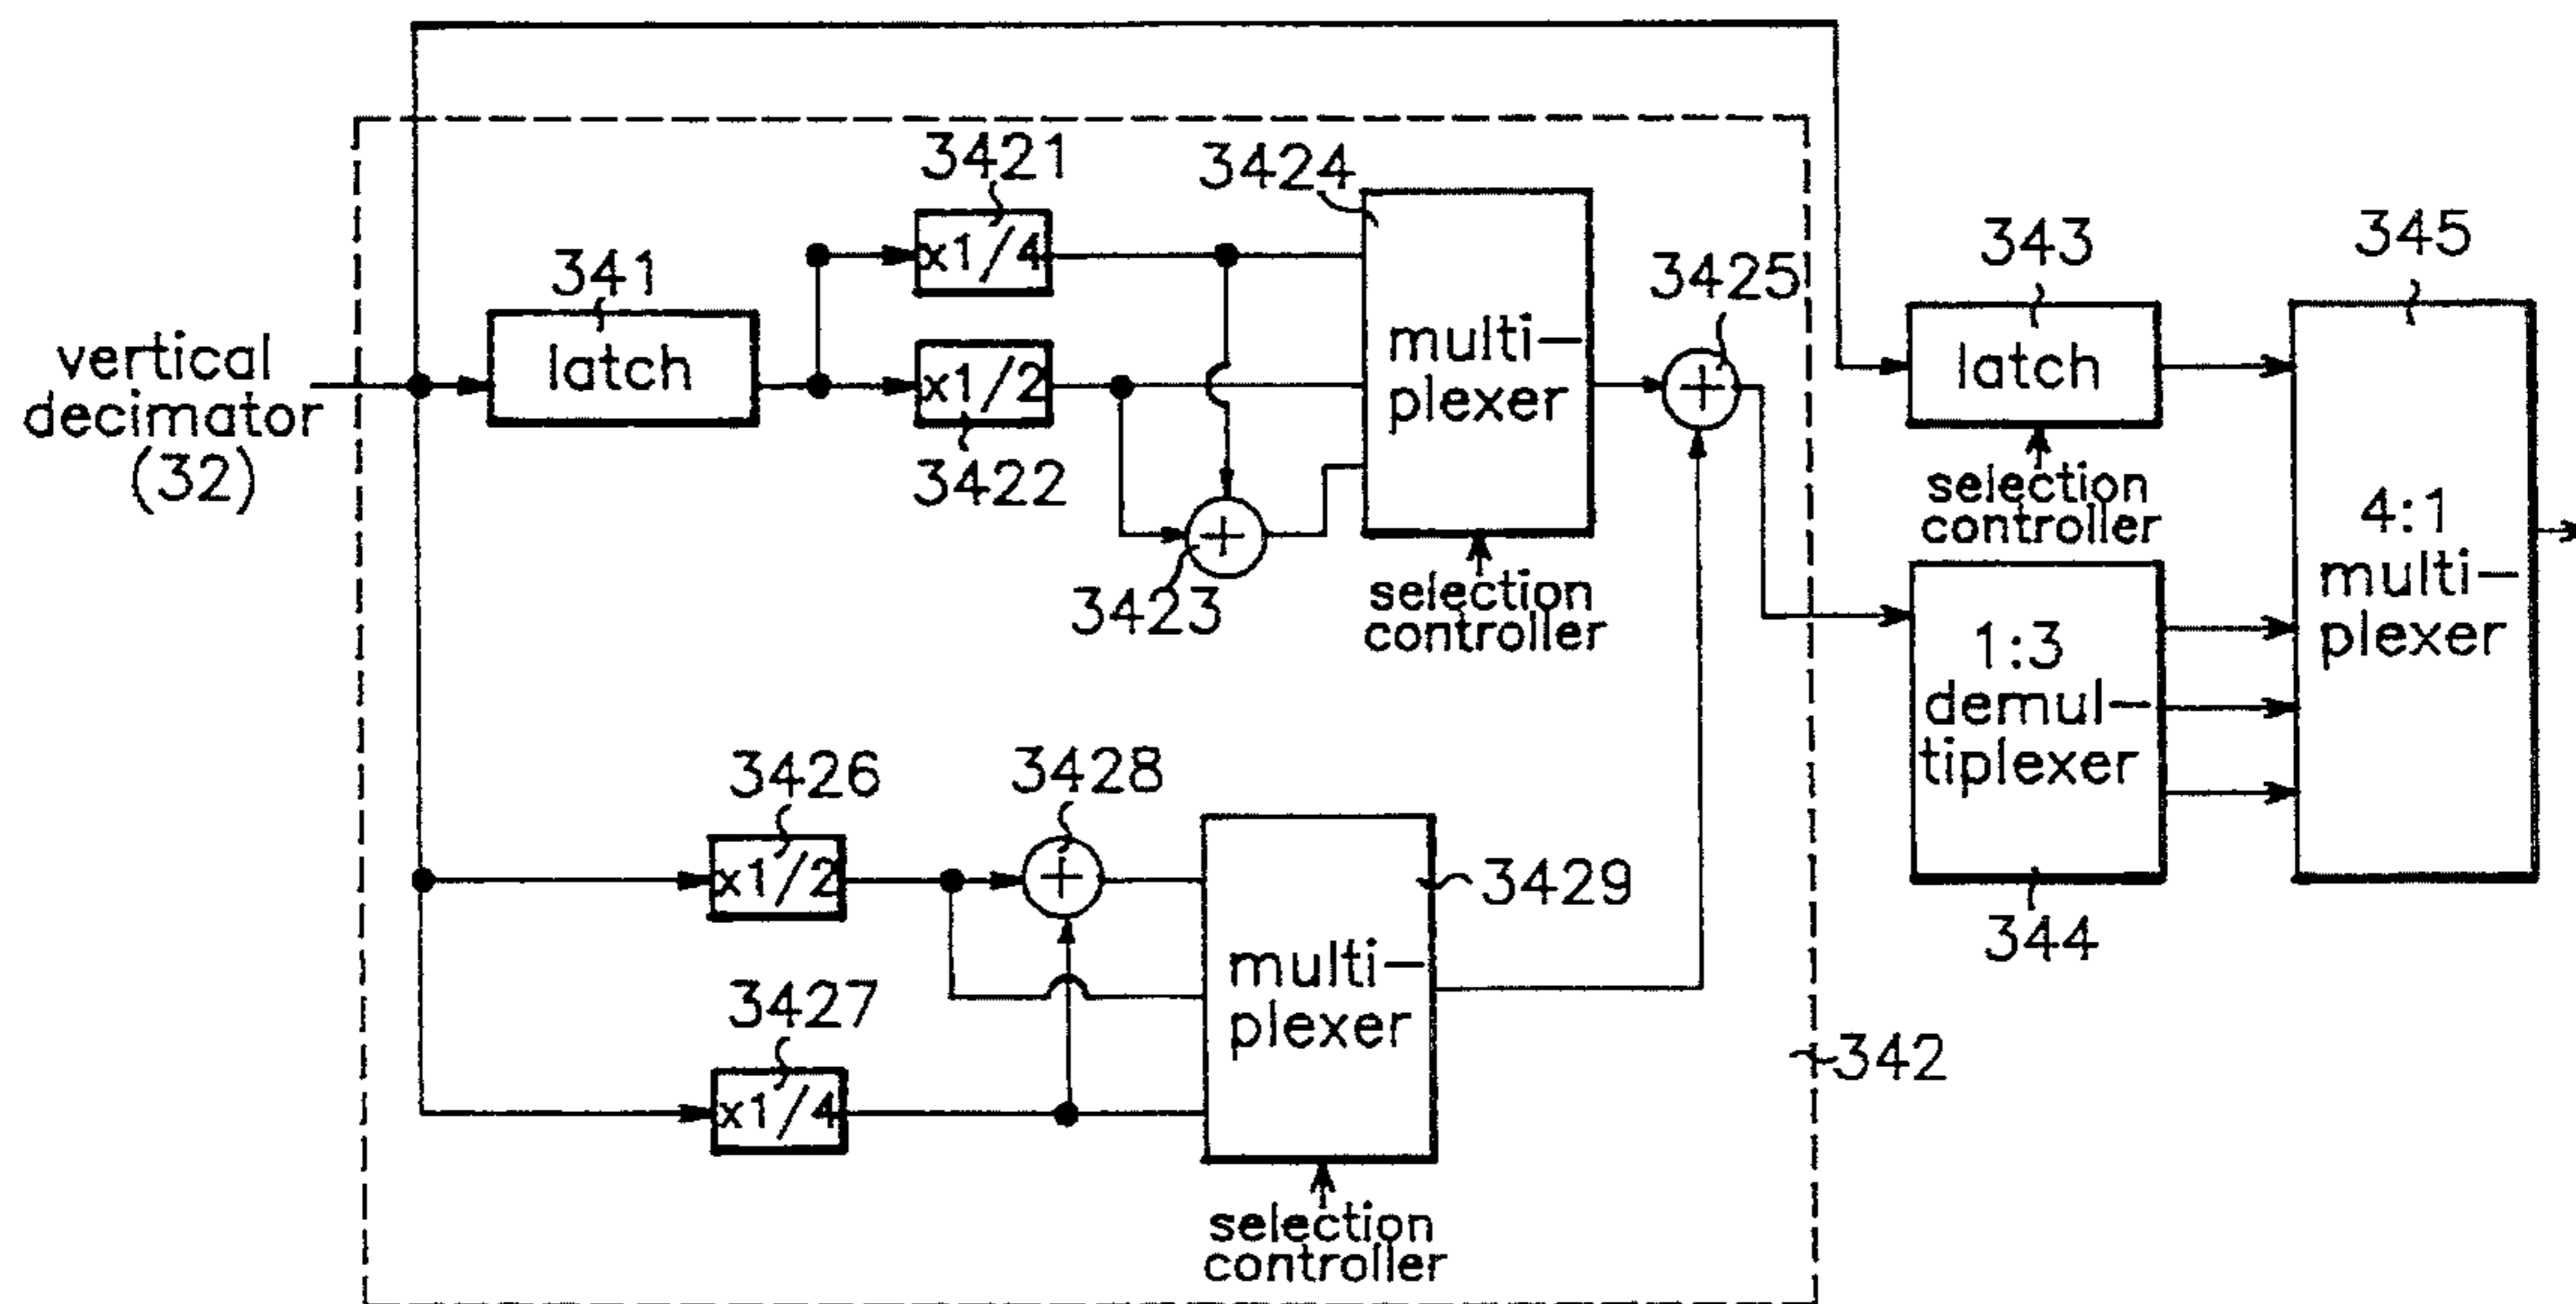 3421
x1/4
3424
multi-
plexer
selection
controller
341
latch
x1/2
3422
3423
3425
vertical
decimator
(32)
343
latch
selection
controller
345
4:1
multi-
plexer
1:3
demul-
tiplexer
344
3426
x1/2
3428
3429
multi-
plexer
selection
controller
3427
x1/4
342